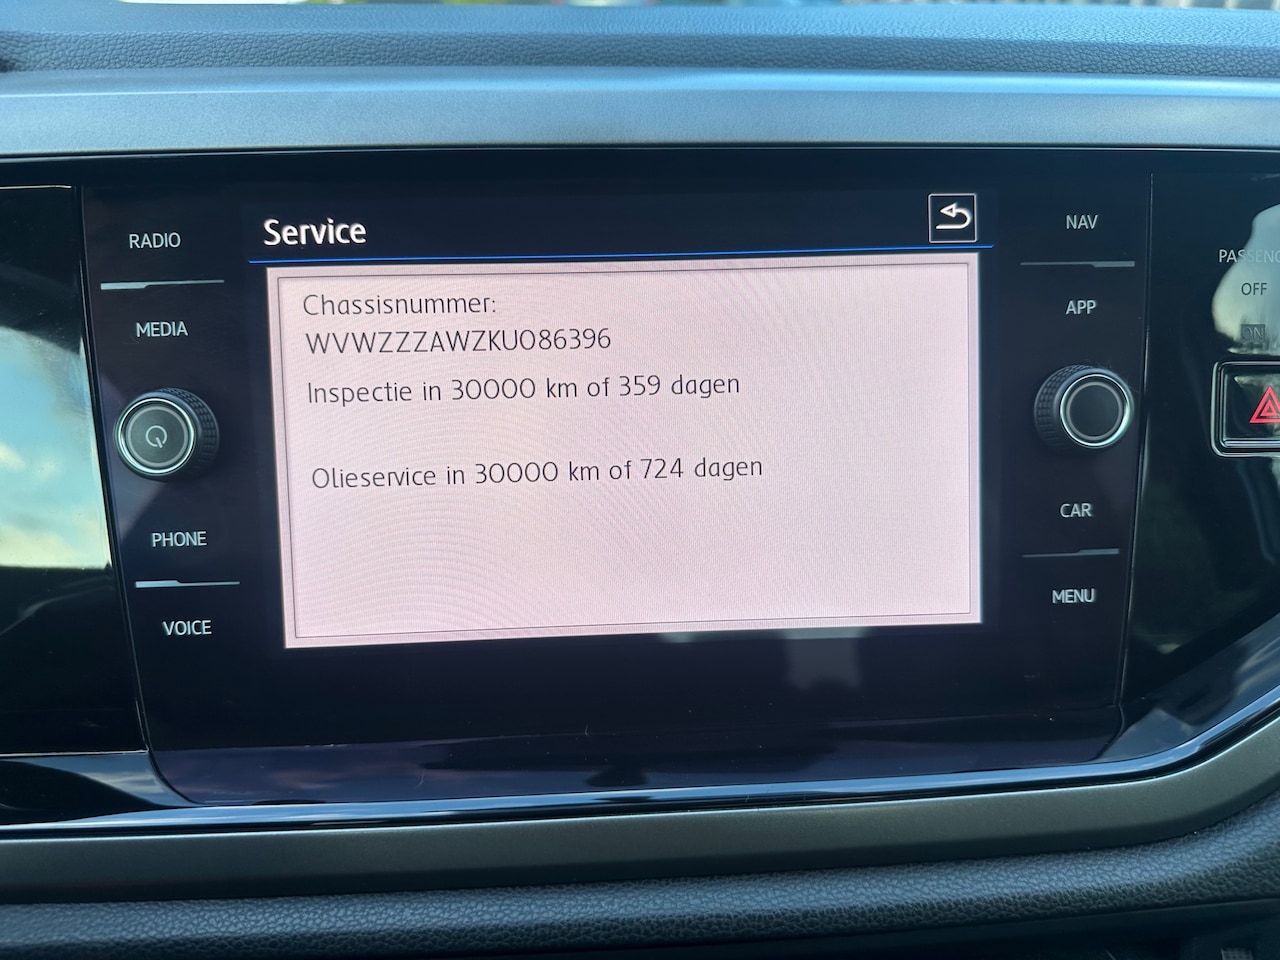 Service
Chassisnummer:
WVWZZZAWZKU086396
Inspectie in 30000 km of 359 dagen
Olieservice in 30000 km of 724 dagen
RADIO
MEDIA
PHONE
VOICE
NAV
APP
CAR
MENU
OFF
ON